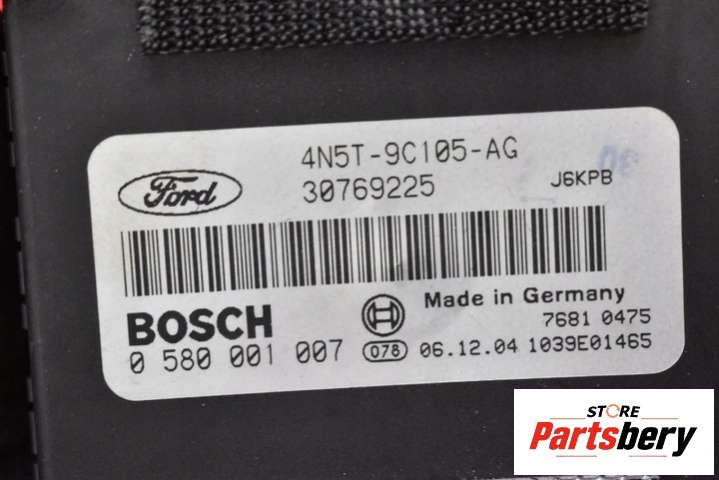 4N5T-9C105-AG
Ford
30769225
J6KPB
BOSCH
Made in Germany
7681 0475
0 580 001 007
078
06.12.04
1039E01465
STORE
Partsbery